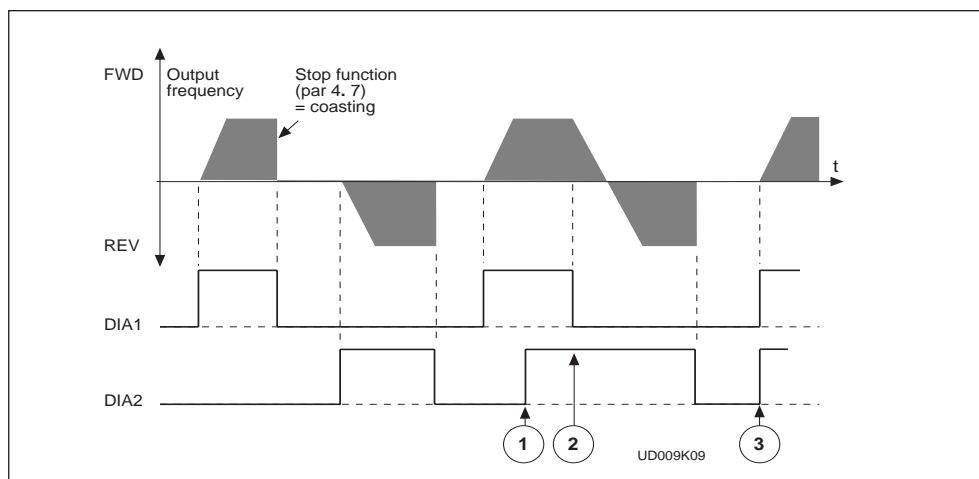 FWD
Output
frequency
Stop function
(par 4. 7)
= coasting
t
REV
DIA1
DIA2
1
2
3
UD009K09